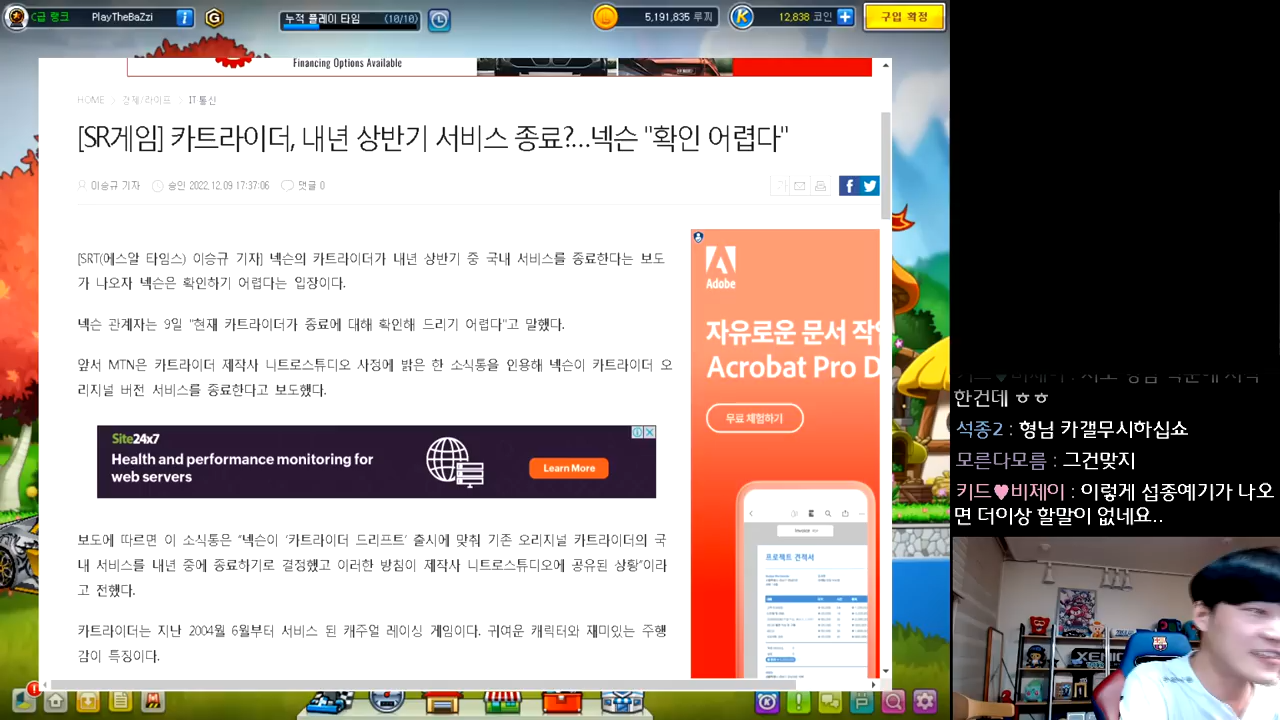 C급 랭크 PlayTheBaZzi
누적 플레이 타임 (10/10)
5,191,835 루찌
12,838 코인
구입 확정
Financing Options Available
HOME > 경제/라이프 > IT 통신
[SR게임] 카트라이더, 내년 상반기 서비스 종료?...넥슨 "확인 어렵다"
이승규 기자 승인 2022.12.09 17:37:06 댓글 0
[SRT(에스알 타임스) 이승규 기자] 넥슨의 카트라이더가 내년 상반기 중 국내 서비스를 종료한다는 보도
가 나오자 넥슨은 확인하기 어렵다는 입장이다.
넥슨 관계자는 9일 "현재 카트라이더가 종료에 대해 확인해 드리기 어렵다"고 말했다.
앞서 MTN은 카트라이더 제작사 니트로스튜디오 사정에 밝은 한 소식통을 인용해 넥슨이 카트라이더 오
리지널 버전 서비스를 종료한다고 보도했다.
Site24x7
Health and performance monitoring for
web servers
Learn More
보도에 따르면 이 소식통은 "넥슨이 '카트라이더 드리프트' 출시에 맞춰 기존 오리지널 카트라이더의 국
내 서비스를 내년 중에 종료하기로 결정했고 이러한 방침이 제작사 니트로스튜디오에 공유된 상황"이라
고 전했다.
카트라이더는 지난 2004년 6월부터 서비스 된 캐주얼 레이싱 게임이다. 귀여운 캐릭터와 재미있는 주행
감이 특징이다.
Adobe
자유로운 문서 작
Acrobat Pro D
무료 체험하기
프로젝트 견적서
한건데 ㅎㅎ
석종2 : 형님 카갤무시하십쇼
모른다모름 : 그건맞지
키드♥비제이 : 이렇게 섭종예기가 나오
면 더이상 할말이 없네요..